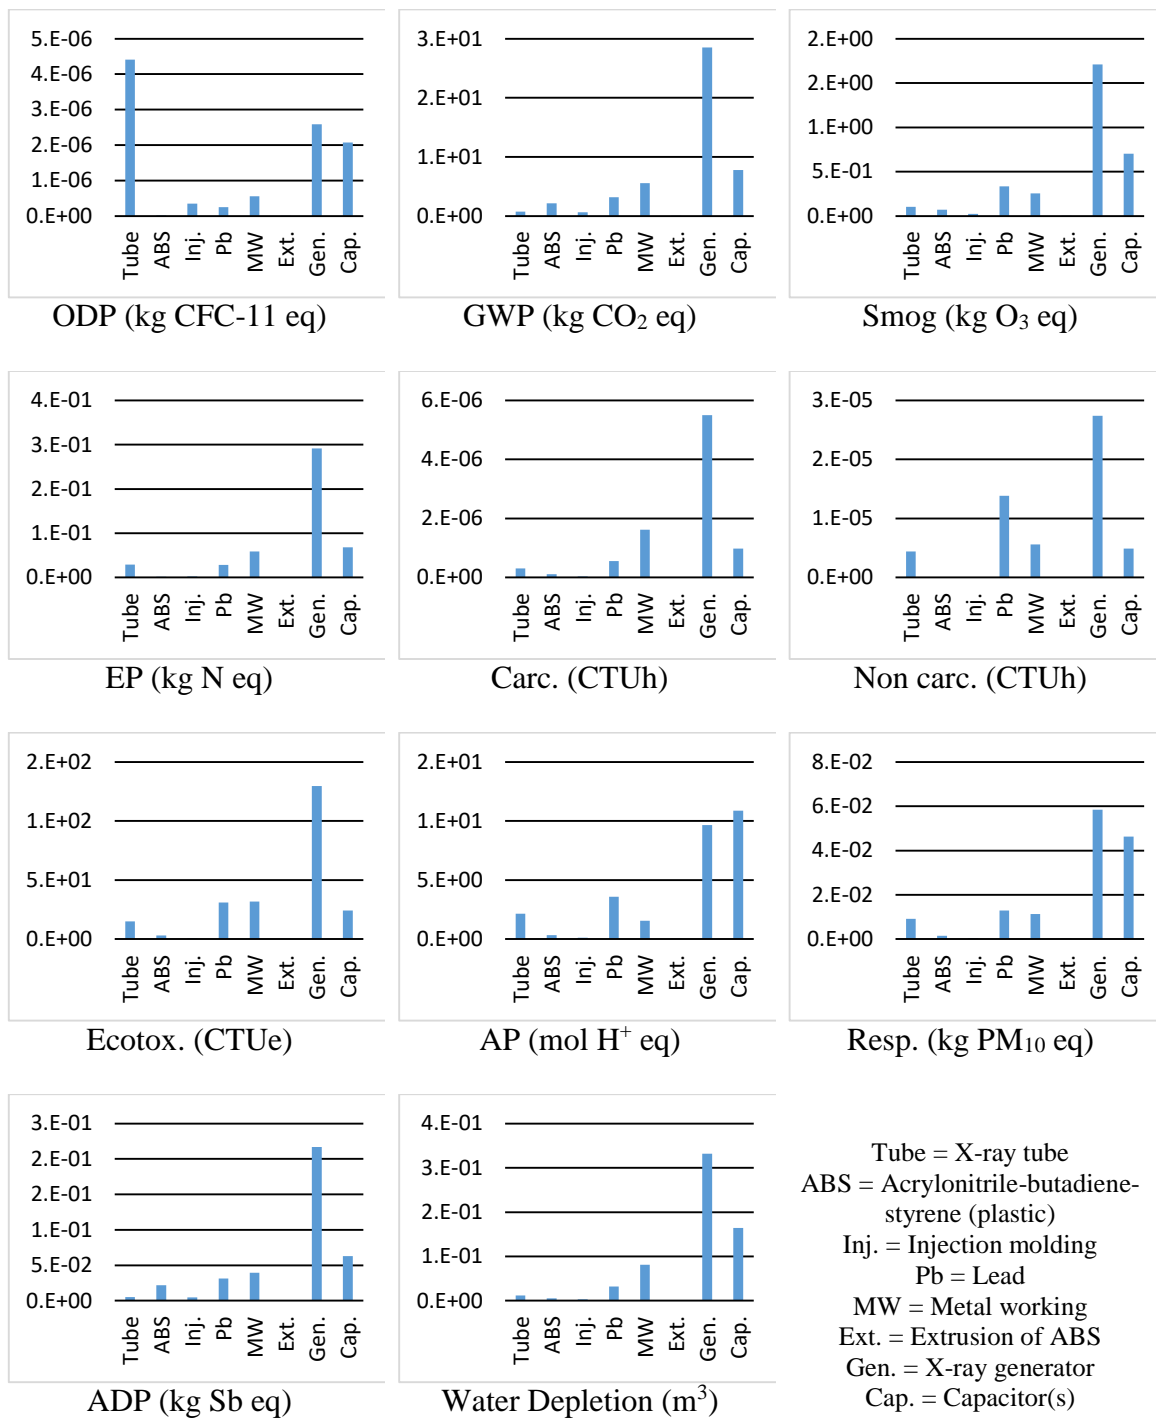 5.E-06
4.E-06
3.E-06
2.E-06
1.E-06
0.E+00
Tube
ABS
Inj.
Pb
MW
Ext.
Gen.
Cap.
ODP (kg CFC-11 eq)
3.E+01
2.E+01
1.E+01
0.E+00
Tube
ABS
Inj.
Pb
MW
Ext.
Gen.
Cap.
GWP (kg CO₂ eq)
2.E+00
2.E+00
1.E+00
5.E-01
0.E+00
Tube
ABS
Inj.
Pb
MW
Ext.
Gen.
Cap.
Smog (kg O₃ eq)
4.E-01
3.E-01
2.E-01
1.E-01
0.E+00
Tube
ABS
Inj.
Pb
MW
Ext.
Gen.
Cap.
EP (kg N eq)
6.E-06
4.E-06
2.E-06
0.E+00
Tube
ABS
Inj.
Pb
MW
Ext.
Gen.
Cap.
Carc. (CTUh)
3.E-05
2.E-05
1.E-05
0.E+00
Tube
ABS
Inj.
Pb
MW
Ext.
Gen.
Cap.
Non carc. (CTUh)
2.E+02
1.E+02
5.E+01
0.E+00
Tube
ABS
Inj.
Pb
MW
Ext.
Gen.
Cap.
Ecotox. (CTUe)
2.E+01
1.E+01
5.E+00
0.E+00
Tube
ABS
Inj.
Pb
MW
Ext.
Gen.
Cap.
AP (mol H⁺ eq)
8.E-02
6.E-02
4.E-02
2.E-02
0.E+00
Tube
ABS
Inj.
Pb
MW
Ext.
Gen.
Cap.
Resp. (kg PM₁₀ eq)
3.E-01
2.E-01
2.E-01
1.E-01
5.E-02
0.E+00
Tube
ABS
Inj.
Pb
MW
Ext.
Gen.
Cap.
ADP (kg Sb eq)
4.E-01
3.E-01
2.E-01
1.E-01
0.E+00
Tube
ABS
Inj.
Pb
MW
Ext.
Gen.
Cap.
Water Depletion (m³)
Tube = X-ray tube
ABS = Acrylonitrile-butadiene-
styrene (plastic)
Inj. = Injection molding
Pb = Lead
MW = Metal working
Ext. = Extrusion of ABS
Gen. = X-ray generator
Cap. = Capacitor(s)